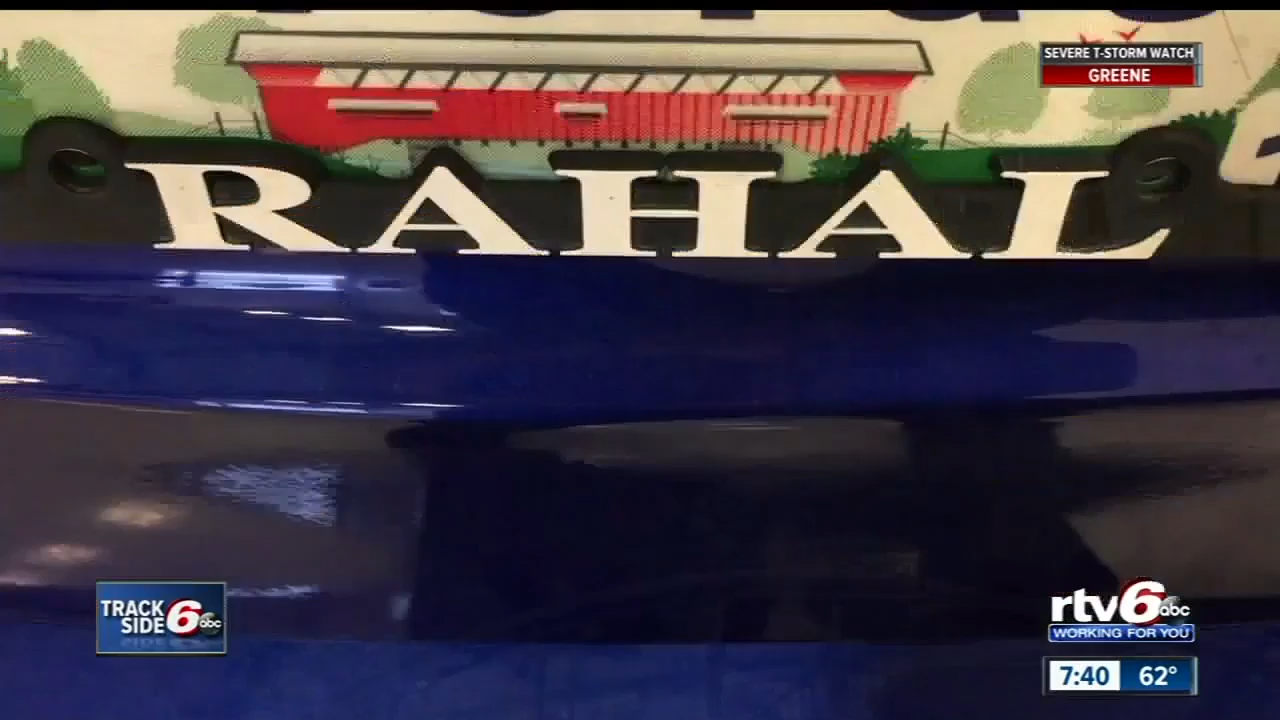 SEVERE T-STORM WATCH
GREENE
RAHAL
TRACK
SIDE 6 abc
rtv6 abc
WORKING FOR YOU
7:40 62°